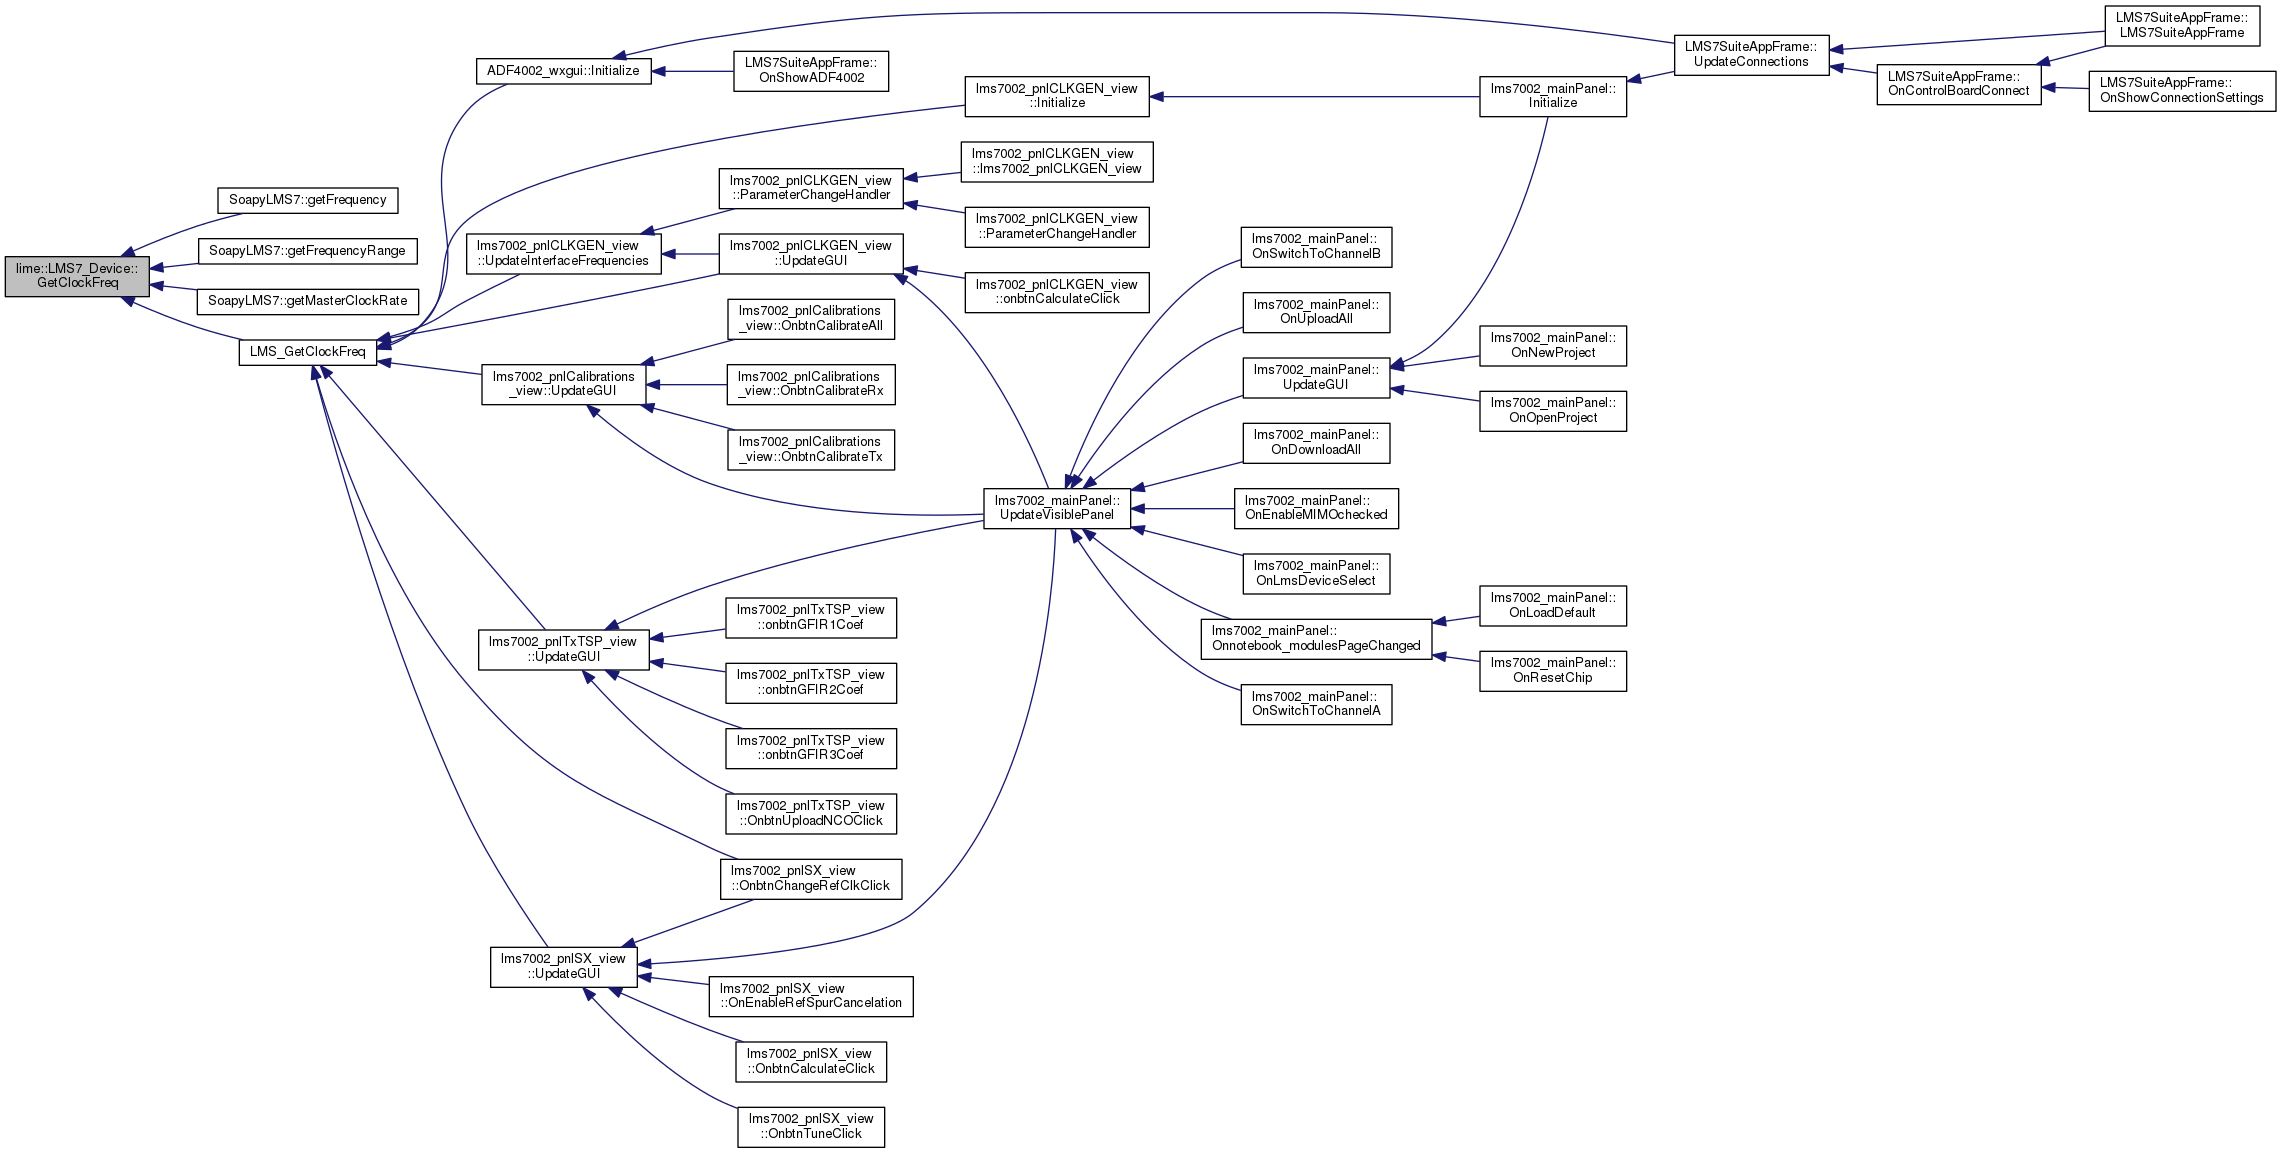 lime::LMS7_Device::
GetClockFreq
SoapyLMS7::getFrequency
SoapyLMS7::getFrequencyRange
SoapyLMS7::getMasterClockRate
LMS_GetClockFreq
ADF4002_wxgui::Initialize
LMS7SuiteAppFrame::
OnShowADF4002
lms7002_pnlCLKGEN_view
::Initialize
lms7002_pnlCLKGEN_view
::UpdateInterfaceFrequencies
lms7002_pnlCLKGEN_view
::ParameterChangeHandler
lms7002_pnlCLKGEN_view
::lms7002_pnlCLKGEN_view
lms7002_pnlCLKGEN_view
::ParameterChangeHandler
lms7002_pnlCLKGEN_view
::UpdateGUI
lms7002_pnlCLKGEN_view
::onbtnCalculateClick
lms7002_pnlCalibrations
_view::UpdateGUI
lms7002_pnlCalibrations
_view::OnbtnCalibrateAll
lms7002_pnlCalibrations
_view::OnbtnCalibrateRx
lms7002_pnlCalibrations
_view::OnbtnCalibrateTx
lms7002_pnlTxTSP_view
::UpdateGUI
lms7002_pnlTxTSP_view
::onbtnGFIR1Coef
lms7002_pnlTxTSP_view
::onbtnGFIR2Coef
lms7002_pnlTxTSP_view
::onbtnGFIR3Coef
lms7002_pnlTxTSP_view
::OnbtnUploadNCOClick
lms7002_pnlSX_view
::OnbtnChangeRefClkClick
lms7002_pnlSX_view
::UpdateGUI
lms7002_pnlSX_view
::OnEnableRefSpurCancelation
lms7002_pnlSX_view
::OnbtnCalculateClick
lms7002_pnlSX_view
::OnbtnTuneClick
lms7002_mainPanel::
UpdateVisiblePanel
lms7002_mainPanel::
OnSwitchToChannelB
lms7002_mainPanel::
OnUploadAll
lms7002_mainPanel::
UpdateGUI
lms7002_mainPanel::
OnDownloadAll
lms7002_mainPanel::
OnEnableMIMOchecked
lms7002_mainPanel::
OnLmsDeviceSelect
lms7002_mainPanel::
Onnotebook_modulesPageChanged
lms7002_mainPanel::
OnSwitchToChannelA
lms7002_mainPanel::
Initialize
lms7002_mainPanel::
OnNewProject
lms7002_mainPanel::
OnOpenProject
lms7002_mainPanel::
OnLoadDefault
lms7002_mainPanel::
OnResetChip
LMS7SuiteAppFrame::
UpdateConnections
LMS7SuiteAppFrame::
OnControlBoardConnect
LMS7SuiteAppFrame::
LMS7SuiteAppFrame
LMS7SuiteAppFrame::
OnShowConnectionSettings